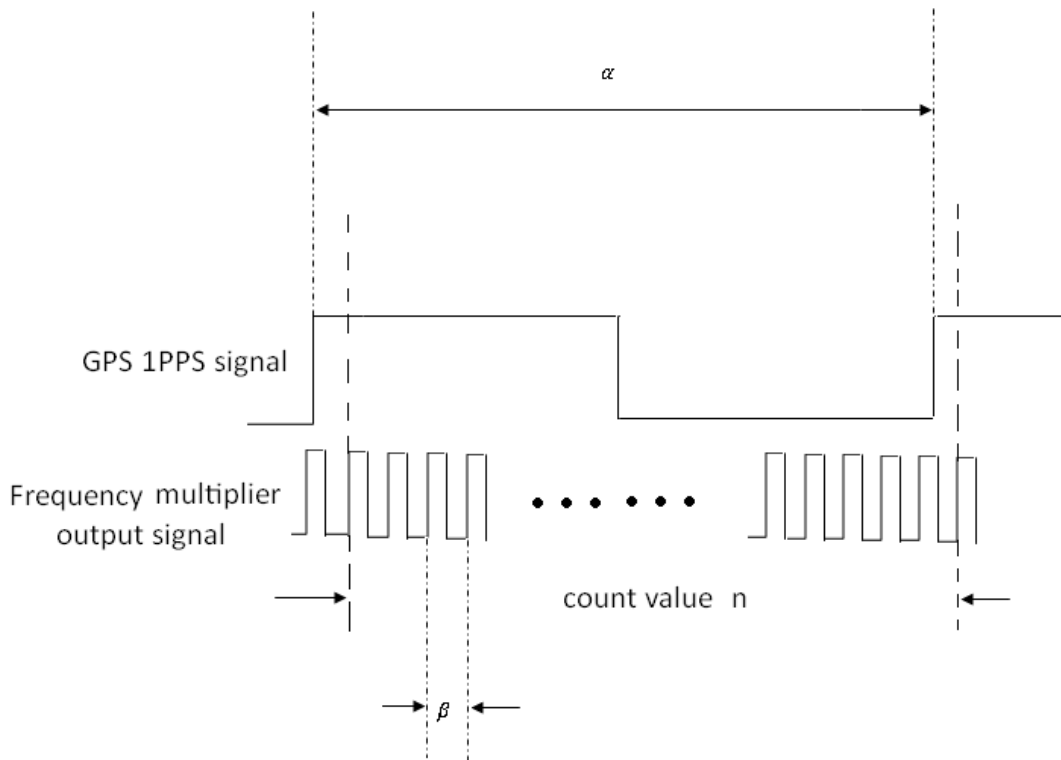 α
GPS 1PPS signal
Frequency multiplier
output signal
count value n
β